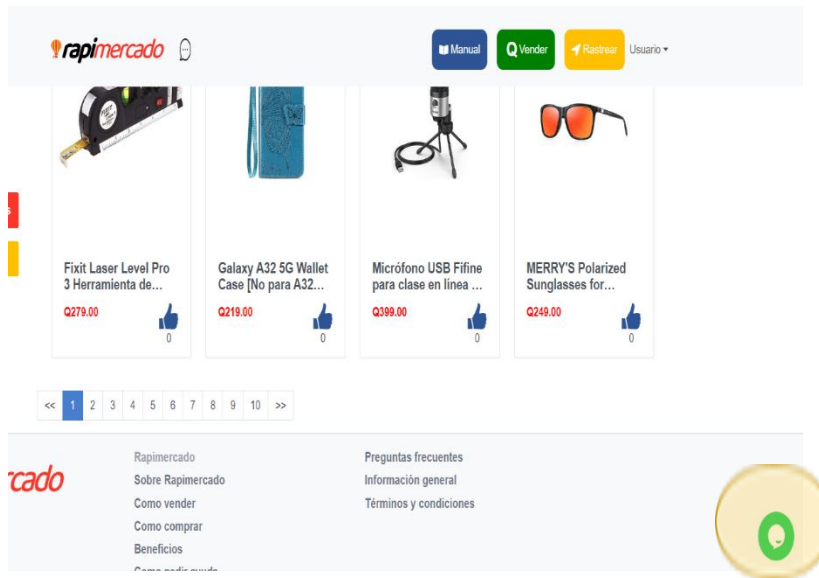 rapimercado
Manual
Q Vender
Rastrear
Usuario
Fixit Laser Level Pro
3 Herramienta de...
Q279.00
0
Galaxy A32 5G Wallet
Case [No para A32...
Q219.00
0
Micrófono USB Fifine
para clase en línea ...
Q399.00
0
MERRY'S Polarized
Sunglasses for...
Q249.00
0
<< 1 2 3 4 5 6 7 8 9 10 >>
rcado
Rapimercado
Sobre Rapimercado
Como vender
Como comprar
Beneficios
Como pedir ayuda
Preguntas frecuentes
Información general
Términos y condiciones